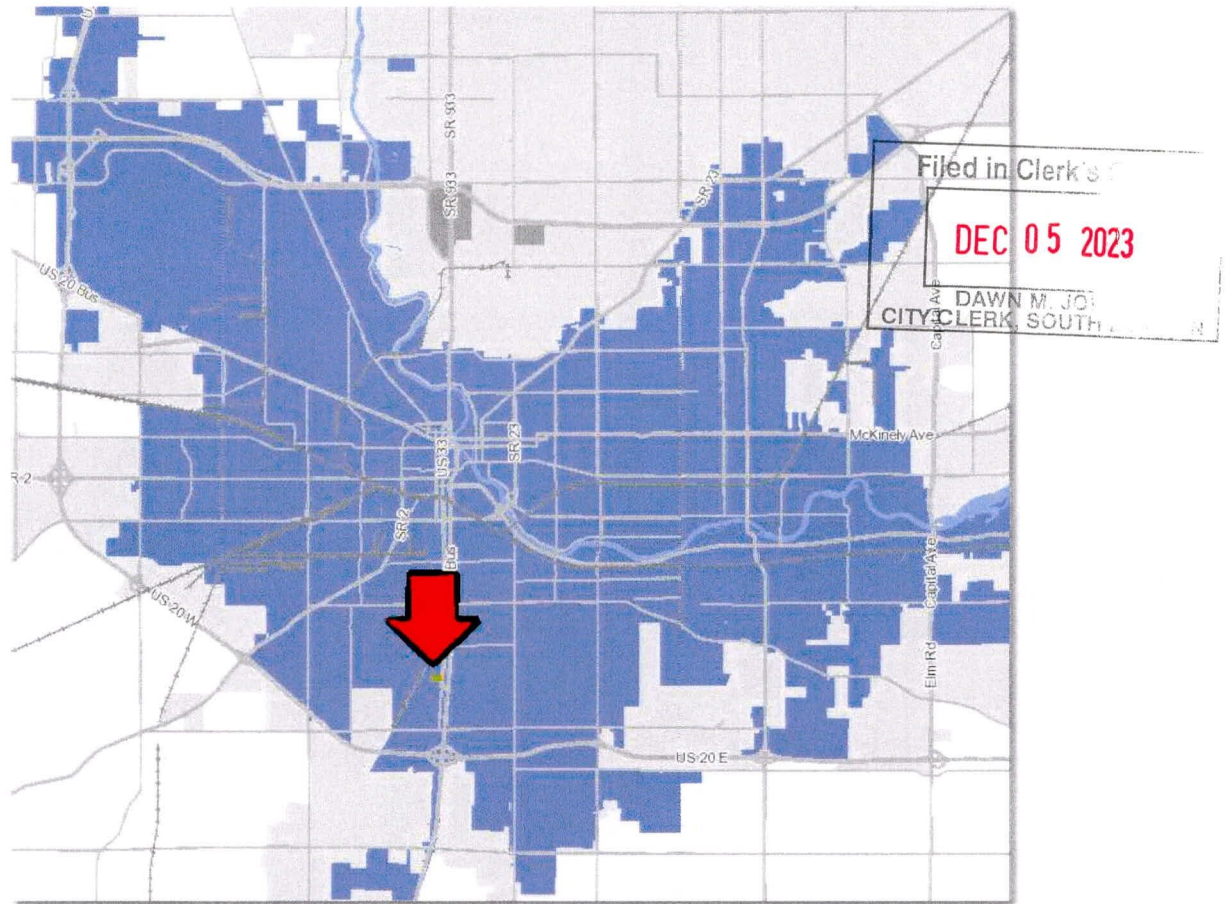 U
SR 933
SR 933
SR 23
Filed in Clerk's
DEC 05 2023
DAWN M. JO
CITY CLERK, SOUTH
US 20 Bus
Capital Ave
McKinely Ave
US 33
SR 23
R-2
SR 2
Bus
Capital Ave
US 20 W
Elm Rd
US 20 E